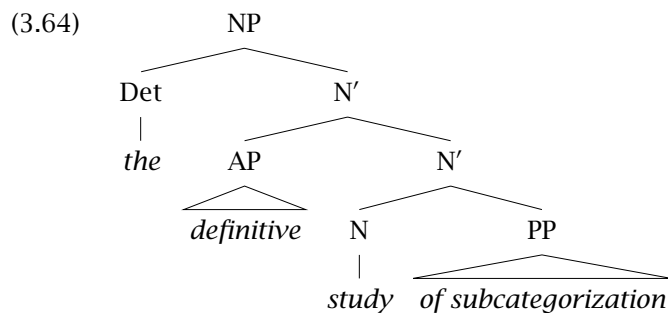 (3.64) NP
Det N′
the AP N′
definitive N PP
study of subcategorization